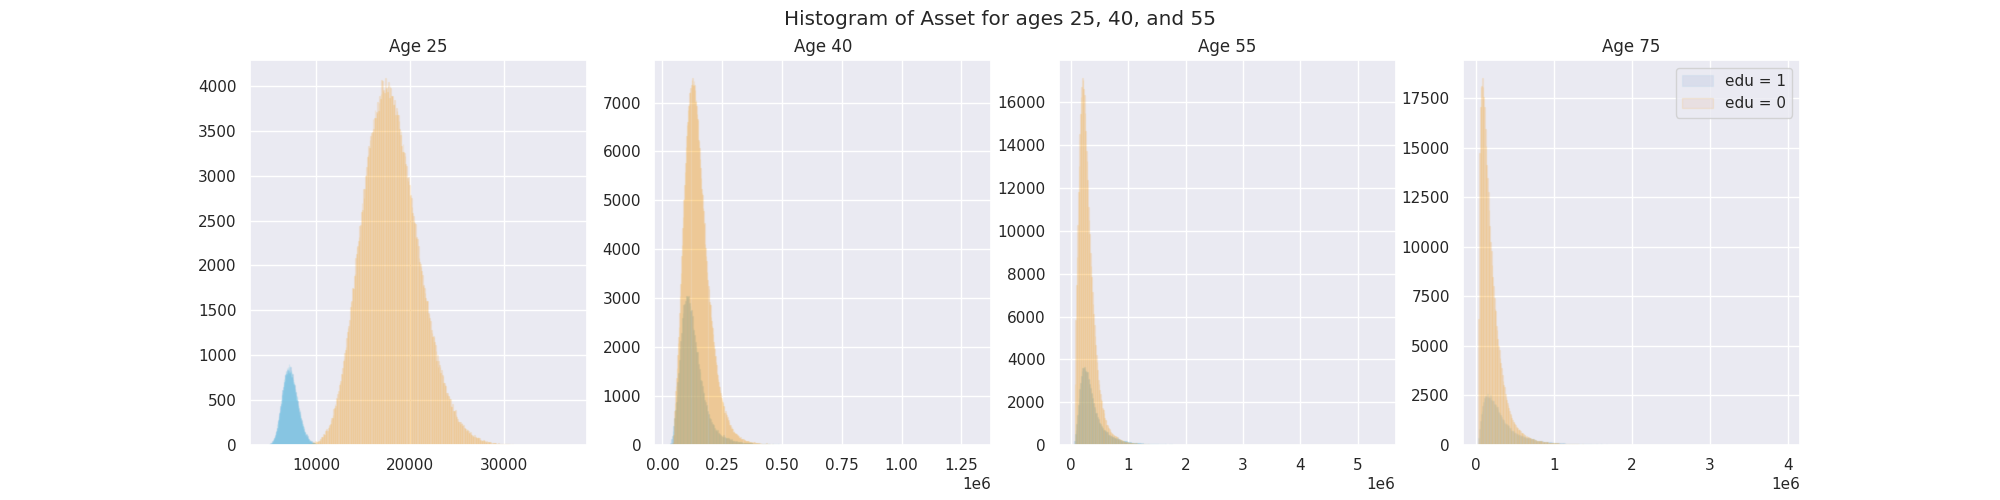 Histogram of Asset for ages 25, 40, and 55
Age 25
4000
3500
3000
2500
2000
1500
1000
500
0
10000 20000 30000
Age 40
7000
6000
5000
4000
3000
2000
1000
0
0.00 0.25 0.50 0.75 1.00 1.25
1e6
Age 55
16000
14000
12000
10000
8000
6000
4000
2000
0
0 1 2 3 4 5
1e6
Age 75
edu = 1
edu = 0
17500
15000
12500
10000
7500
5000
2500
0
0 1 2 3 4
1e6